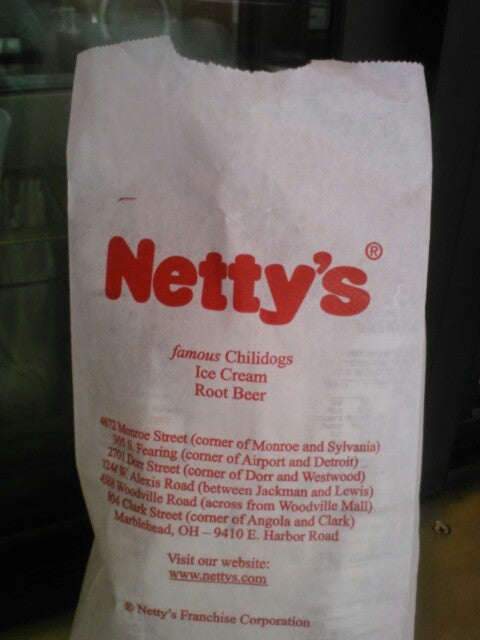 Netty's®
famous Chilidogs
Ice Cream
Root Beer
4672 Monroe Street (corner of Monroe and Sylvania)
305 S. Fearing (corner of Airport and Detroit)
2701 Dorr Street (corner of Dorr and Westwood)
1244 W. Alexis Road (between Jackman and Lewis)
4568 Woodville Road (across from Woodville Mall)
904 Clark Street (corner of Angola and Clark)
Marblehead, OH – 9410 E. Harbor Road
Visit our website:
www.nettys.com
® Netty's Franchise Corporation